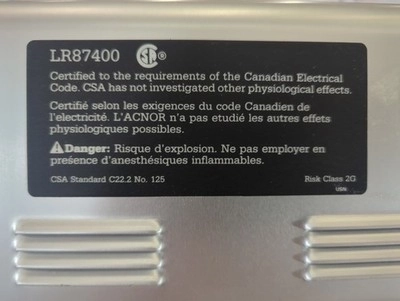 LR87400 CSA ®
Certified to the requirements of the Canadian Electrical
Code. CSA has not investigated other physiological effects.
Certifié selon les exigences du code Canadien de
l'electricité. L'ACNOR n'a pas etudié les autres effets
physiologiques possibles.
Danger: Risque d'explosion. Ne pas employer en
presence d'anesthésiques inflammables.
CSA Standard C22.2 No. 125 Risk Class 2G